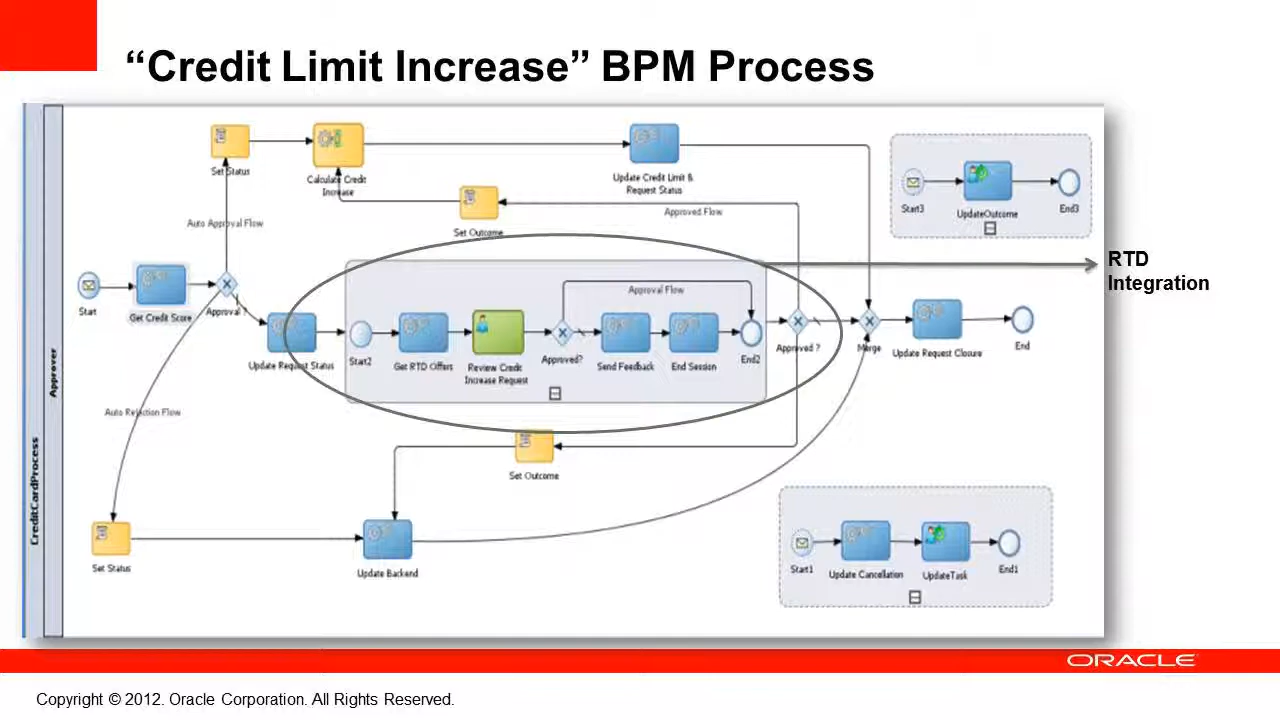 “Credit Limit Increase” BPM Process
Set Status
Calculate Credit
Increase
Update Credit Limit &
Request Status
Start3
UpdateOutcome
End3
Auto Approval Flow
Set Outcome
Approved Flow
RTD
Integration
Start
Get Credit Score
Approval ?
Update Request Status
Start2
Get RTD Offers
Review Credit
Increase Request
Approved?
Approval Flow
Send Feedback
End Session
End2
Approved ?
Merge
Update Request Closure
End
Approver
CreditCardProcess
Auto Rejection Flow
Set Outcome
Set Status
Update Backend
Start1
Update Cancellation
UpdateTask
End1
ORACLE
Copyright © 2012. Oracle Corporation. All Rights Reserved.